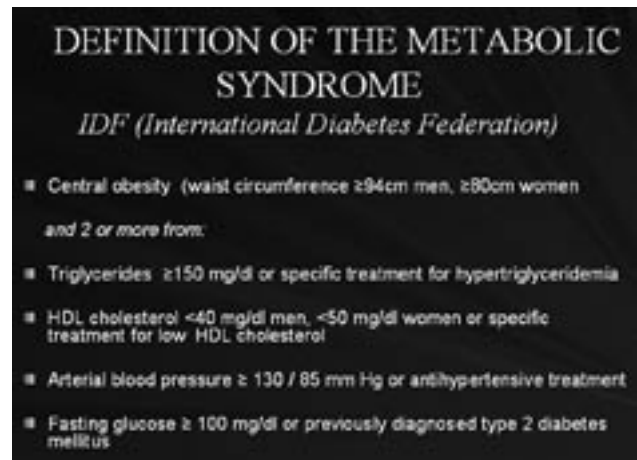 DEFINITION OF THE METABOLIC
SYNDROME
IDF (International Diabetes Federation)
Central obesity (waist circumference ≥94cm men, ≥80cm women
and 2 or more from:
Triglycerides ≥150 mg/dl or specific treatment for hypertriglyceridemia
HDL cholesterol <40 mg/dl men, <50 mg/dl women or specific
treatment for low HDL cholesterol
Arterial blood pressure ≥ 130 / 85 mm Hg or antihypertensive treatment
Fasting glucose ≥ 100 mg/dl or previously diagnosed type 2 diabetes
mellitus